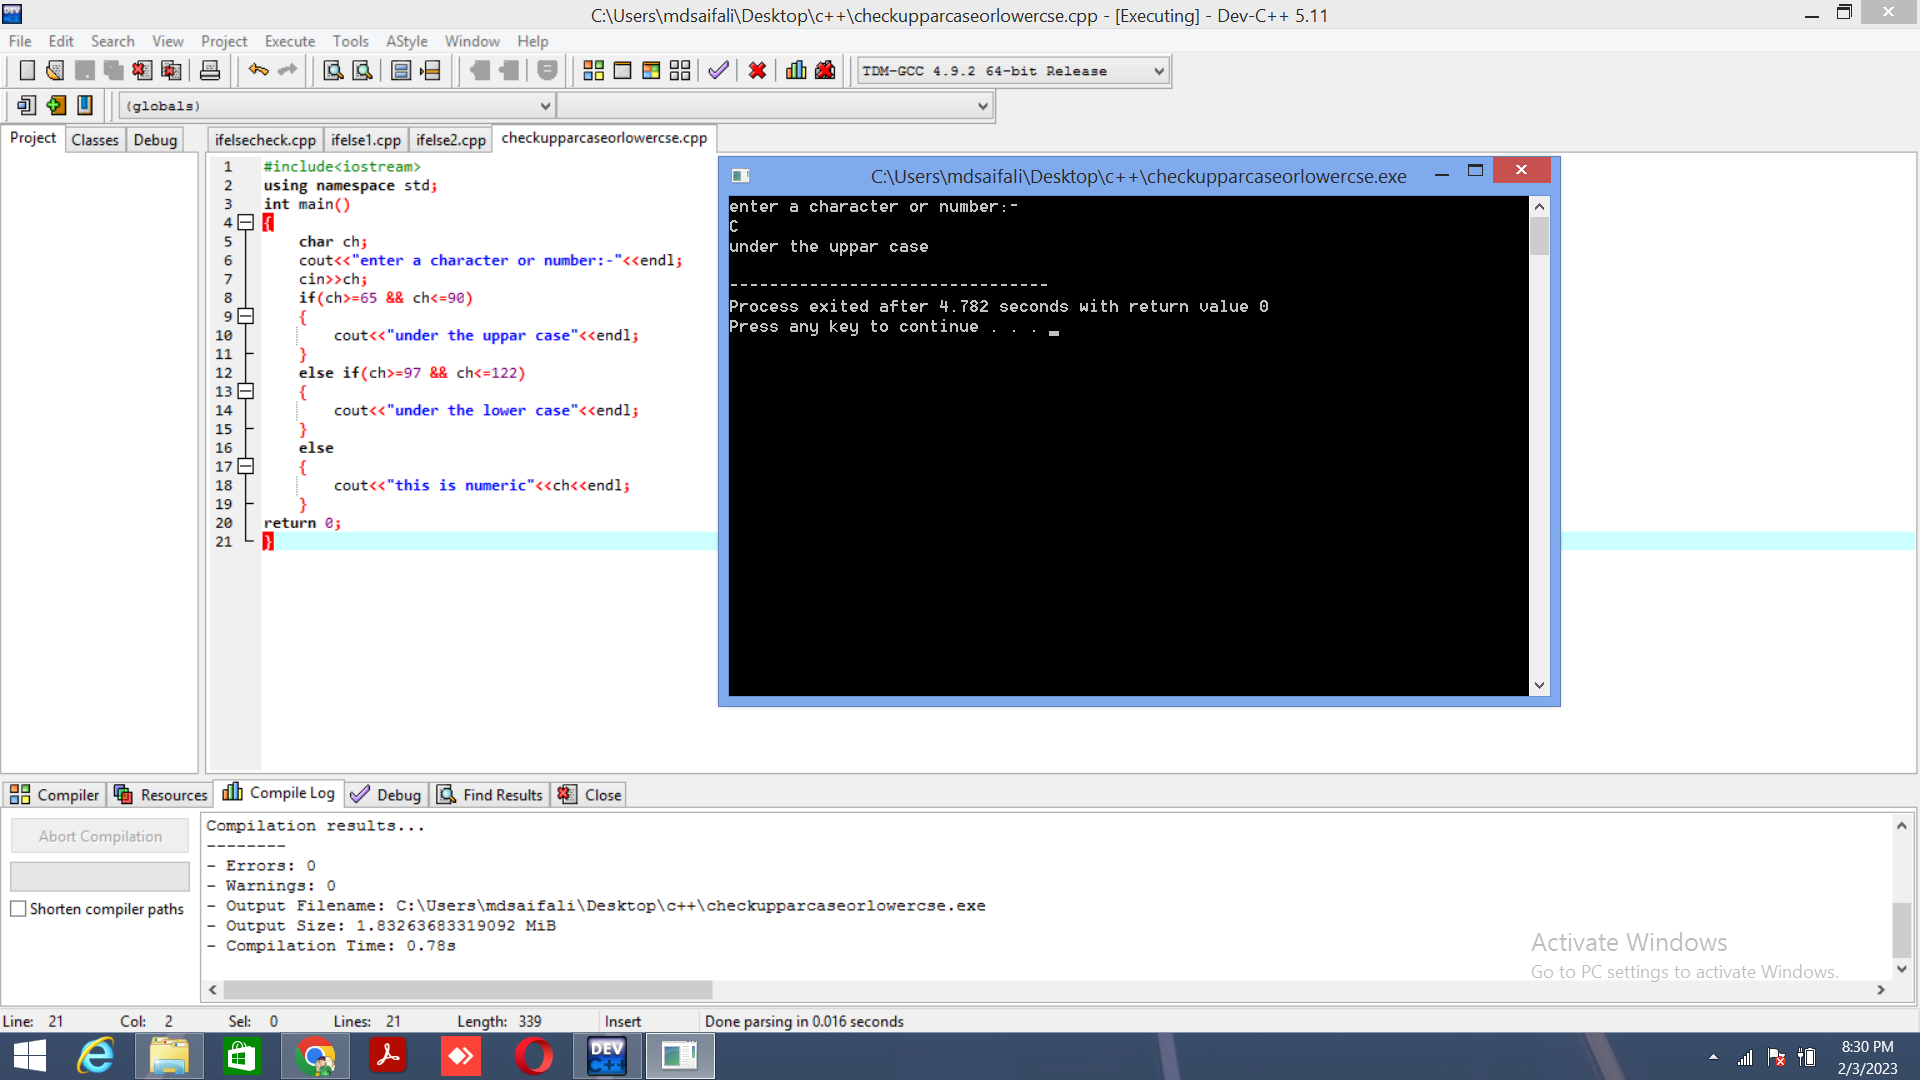 C:\Users\mdsaifali\Desktop\c++\checkupparcaseorlowercse.cpp - [Executing] - Dev-C++ 5.11
File Edit Search View Project Execute Tools AStyle Window Help
TDM-GCC 4.9.2 64-bit Release
(globals)
Project Classes Debug
ifelsecheck.cpp ifelse1.cpp ifelse2.cpp checkupparcaseorlowercse.cpp
1 #include<iostream>
2 using namespace std;
3 int main()
4 {
5 char ch;
6 cout<<"enter a character or number:-"<<endl;
7 cin>>ch;
8 if(ch>=65 && ch<=90)
9 {
10 cout<<"under the uppar case"<<endl;
11 }
12 else if(ch>=97 && ch<=122)
13 {
14 cout<<"under the lower case"<<endl;
15 }
16 else
17 {
18 cout<<"this is numeric"<<ch<<endl;
19 }
20 return 0;
21 }
C:\Users\mdsaifali\Desktop\c++\checkupparcaseorlowercse.exe
enter a character or number:-
C
under the uppar case
--------------------------------
Process exited after 4.782 seconds with return value 0
Press any key to continue . . . _
Compiler Resources Compile Log Debug Find Results Close
Abort Compilation
Shorten compiler paths
Compilation results...
--------
- Errors: 0
- Warnings: 0
- Output Filename: C:\Users\mdsaifali\Desktop\c++\checkupparcaseorlowercse.exe
- Output Size: 1.83263683319092 MiB
- Compilation Time: 0.78s
Activate Windows
Go to PC settings to activate Windows.
Line: 21 Col: 2 Sel: 0 Lines: 21 Length: 339 Insert Done parsing in 0.016 seconds
DEV C++
8:30 PM
2/3/2023